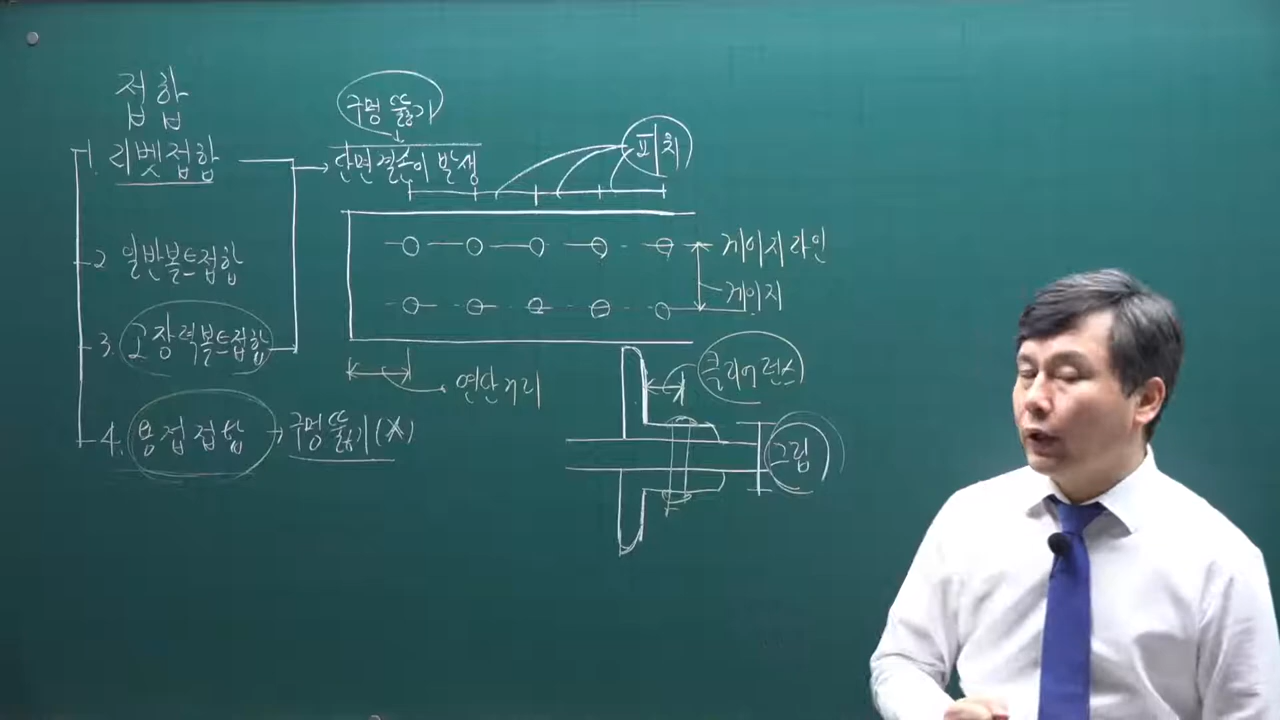 접합
1. 리벳접합
구멍 뚫기
단면결손이 발생
피치
2. 일반볼트접합
게이지라인
게이지
3. 고장력볼트접합
클리어런스
연단거리
4. 용접접합 → 구멍뚫기(X)
그립